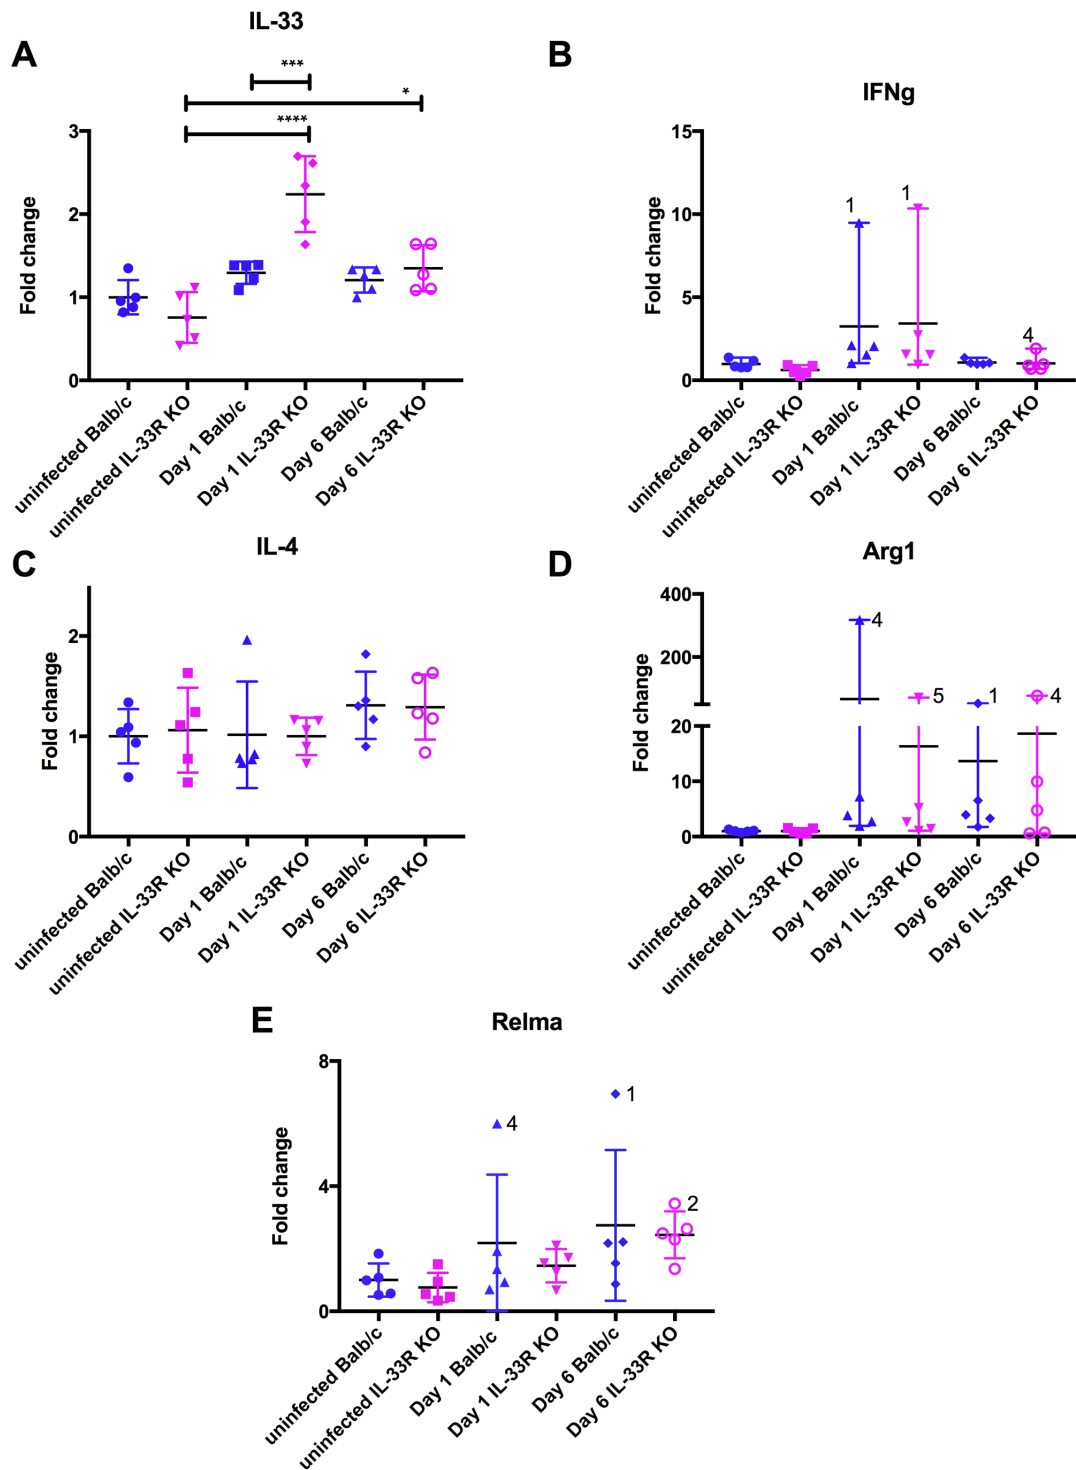 IL-33
A
***
*
****
3
2
1
0
Fold change
uninfected Balb/c
uninfected IL-33R KO
Day 1 Balb/c
Day 1 IL-33R KO
Day 6 Balb/c
Day 6 IL-33R KO
B
IFNg
15
10
5
0
Fold change
1
1
4
uninfected Balb/c
uninfected IL-33R KO
Day 1 Balb/c
Day 1 IL-33R KO
Day 6 Balb/c
Day 6 IL-33R KO
C
IL-4
2
1
0
Fold change
uninfected Balb/c
uninfected IL-33R KO
Day 1 Balb/c
Day 1 IL-33R KO
Day 6 Balb/c
Day 6 IL-33R KO
D
Arg1
400
200
20
10
0
Fold change
4
5
1
4
uninfected Balb/c
uninfected IL-33R KO
Day 1 Balb/c
Day 1 IL-33R KO
Day 6 Balb/c
Day 6 IL-33R KO
E
Relma
8
4
0
Fold change
4
1
2
uninfected Balb/c
uninfected IL-33R KO
Day 1 Balb/c
Day 1 IL-33R KO
Day 6 Balb/c
Day 6 IL-33R KO